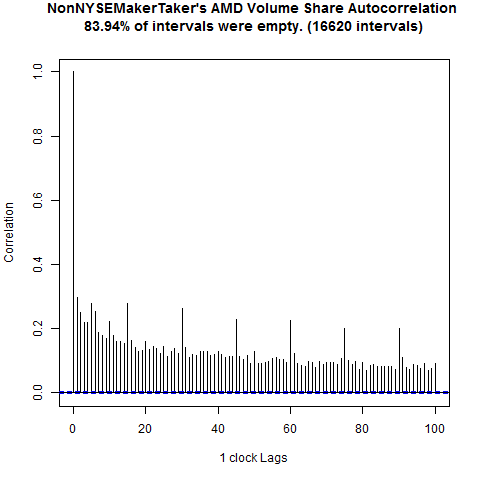 NonNYSEMakerTaker's AMD Volume Share Autocorrelation
83.94% of intervals were empty. (16620 intervals)
1.0
0.8
0.6
0.4
0.2
0.0
Correlation
0 20 40 60 80 100
1 clock Lags